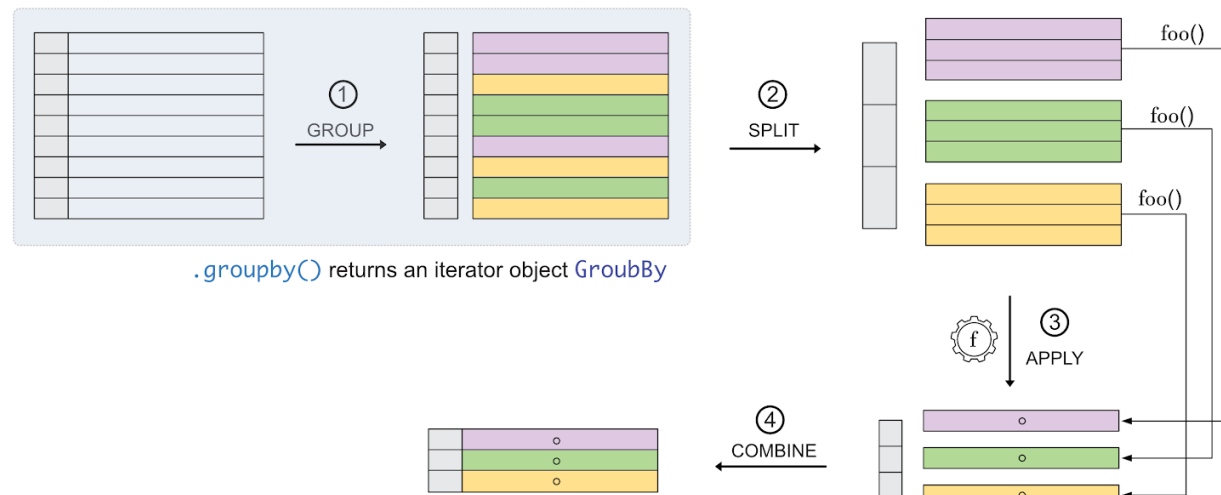 1
GROUP
2
SPLIT
foo()
foo()
foo()
.groupby() returns an iterator object GroubBy
f
3
APPLY
4
COMBINE